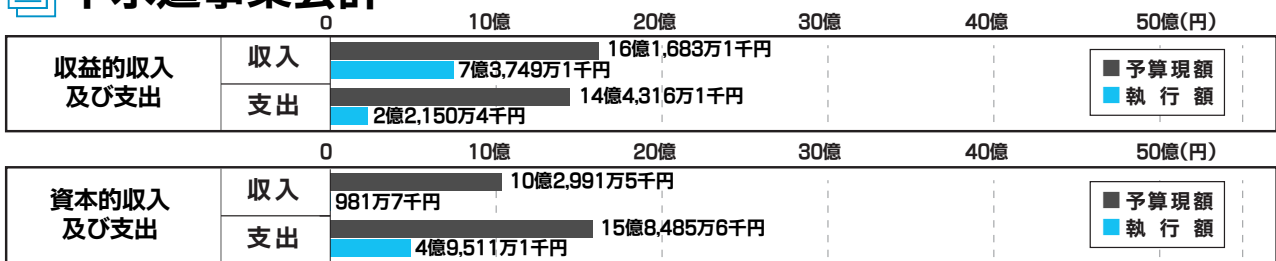 下水道事業会計
0 10億 20億 30億 40億 50億(円)
収益的収入
及び支出
収入
16億1,683万1千円
7億3,749万1千円
支出
14億4,316万1千円
2億2,150万4千円
■予算現額
■執行額
0 10億 20億 30億 40億 50億(円)
資本的収入
及び支出
収入
10億2,991万5千円
981万7千円
支出
15億8,485万6千円
4億9,511万1千円
■予算現額
■執行額